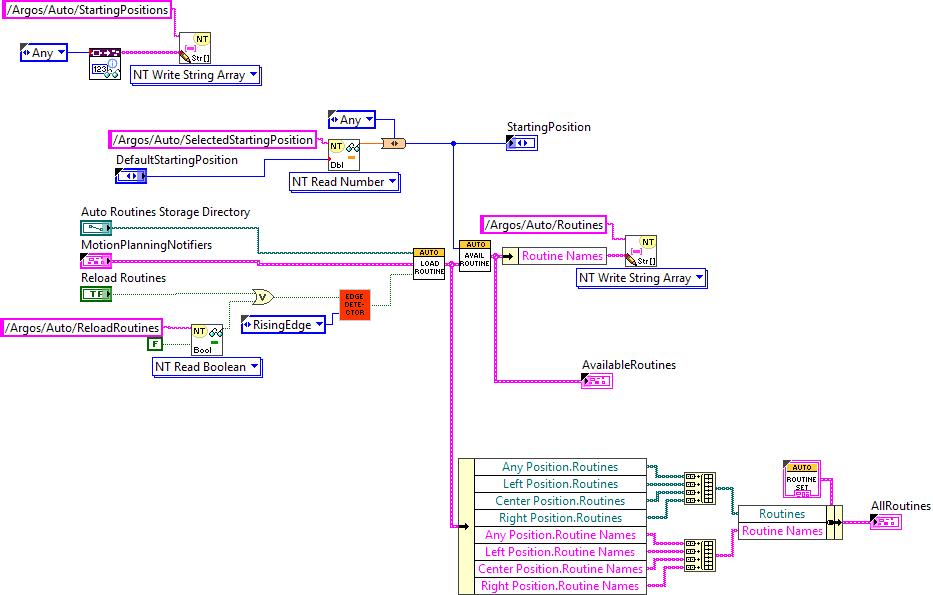 /Argos/Auto/StartingPositions
Any
123
NT
Str[]
NT Write String Array
Any
/Argos/Auto/SelectedStartingPosition
NT
Dbl
StartingPosition
DefaultStartingPosition
NT Read Number
Auto Routines Storage Directory
/Argos/Auto/Routines
MotionPlanningNotifiers
AUTO
LOAD
ROUTINE
AUTO
AVAIL
ROUTINE
Routine Names
NT
Str[]
Reload Routines
TF
NT Write String Array
V
EDGE
DETE-
CTOR
/Argos/Auto/ReloadRoutines
RisingEdge
F
NT
Bool
NT Read Boolean
AvailableRoutines
Any Position.Routines
Left Position.Routines
Center Position.Routines
Right Position.Routines
Any Position.Routine Names
Left Position.Routine Names
Center Position.Routine Names
Right Position.Routine Names
AUTO
ROUTINE
SET
Routines
Routine Names
AllRoutines